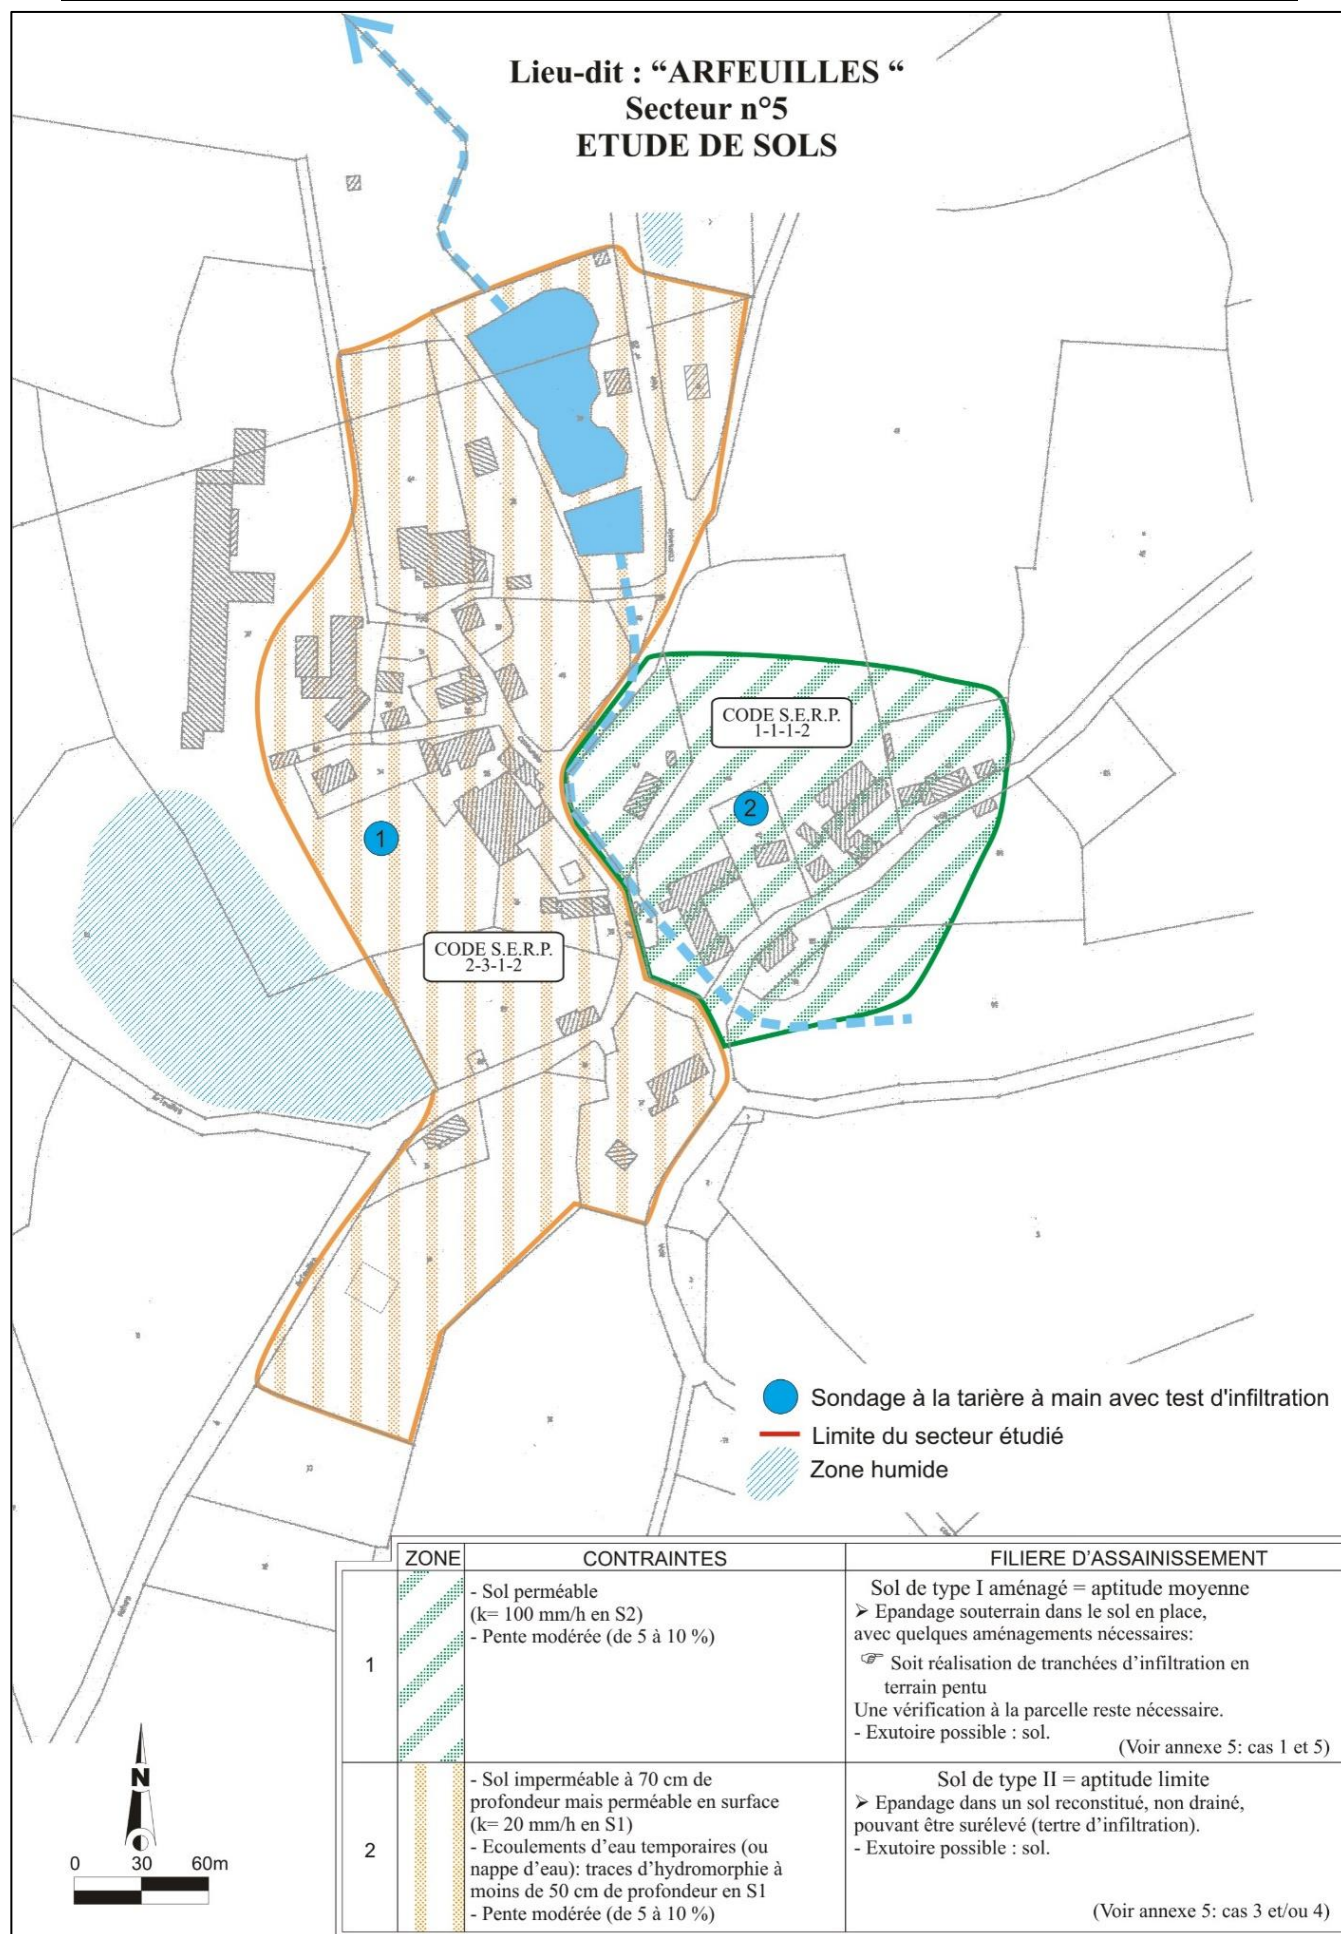 Lieu-dit : “ARFEUILLES “
Secteur n°5
ETUDE DE SOLS
CODE S.E.R.P.
1-1-1-2
2
1
CODE S.E.R.P.
2-3-1-2
Sondage à la tarière à main avec test d'infiltration
Limite du secteur étudié
Zone humide
ZONE
CONTRAINTES
FILIERE D'ASSAINISSEMENT
1
- Sol perméable
(k= 100 mm/h en S2)
- Pente modérée (de 5 à 10 %)
Sol de type I aménagé = aptitude moyenne
➢ Epandage souterrain dans le sol en place,
avec quelques aménagements nécessaires:
☞ Soit réalisation de tranchées d’infiltration en
terrain pentu
Une vérification à la parcelle reste nécessaire.
- Exutoire possible : sol.
(Voir annexe 5: cas 1 et 5)
2
- Sol imperméable à 70 cm de
profondeur mais perméable en surface
(k= 20 mm/h en S1)
- Ecoulements d’eau temporaires (ou
nappe d’eau): traces d’hydromorphie à
moins de 50 cm de profondeur en S1
- Pente modérée (de 5 à 10 %)
Sol de type II = aptitude limite
➢ Epandage dans un sol reconstitué, non drainé,
pouvant être surélevé (tertre d’infiltration).
- Exutoire possible : sol.
(Voir annexe 5: cas 3 et/ou 4)
N
0 30 60m